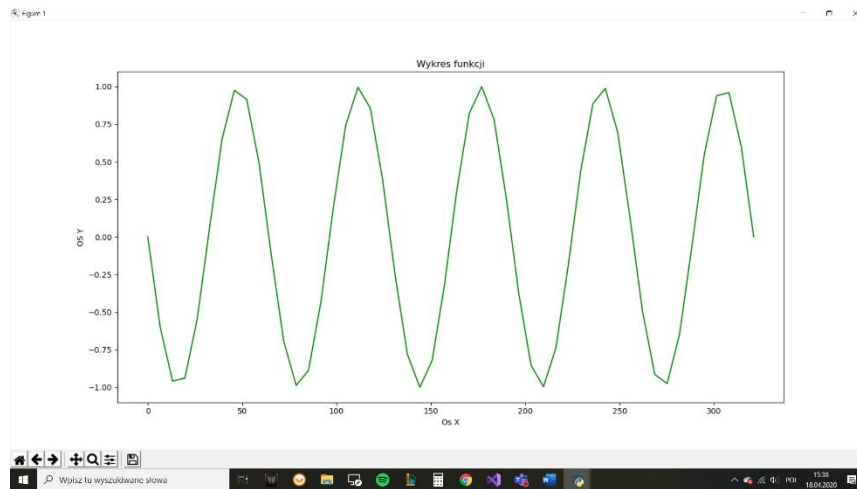 Figure 1
Wykres funkcji
1.00
0.75
0.50
0.25
0.00
−0.25
−0.50
−0.75
−1.00
OS Y
0 50 100 150 200 250 300
Os X
Wpisz tu wyszukiwane słowa
POL
15:38
18.04.2020